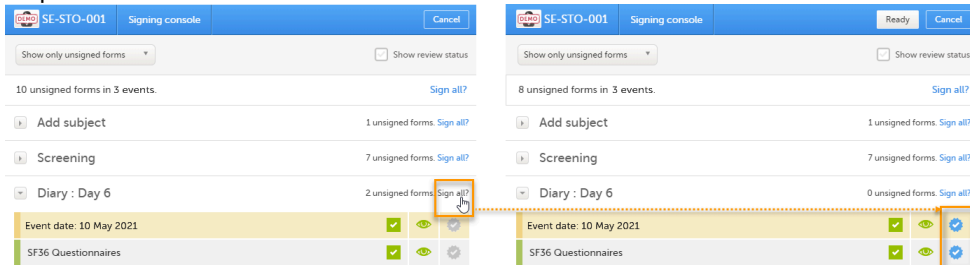 DEMO SE-STO-001 Signing console Cancel
Show only unsigned forms Show review status
10 unsigned forms in 3 events. Sign all?
Add subject 1 unsigned forms. Sign all?
Screening 7 unsigned forms. Sign all?
Diary : Day 6 2 unsigned forms. Sign all?
Event date: 10 May 2021
SF36 Questionnaires
DEMO SE-STO-001 Signing console Ready Cancel
Show only unsigned forms Show review status
8 unsigned forms in 3 events. Sign all?
Add subject 1 unsigned forms. Sign all?
Screening 7 unsigned forms. Sign all?
Diary : Day 6 0 unsigned forms. Sign all?
Event date: 10 May 2021
SF36 Questionnaires